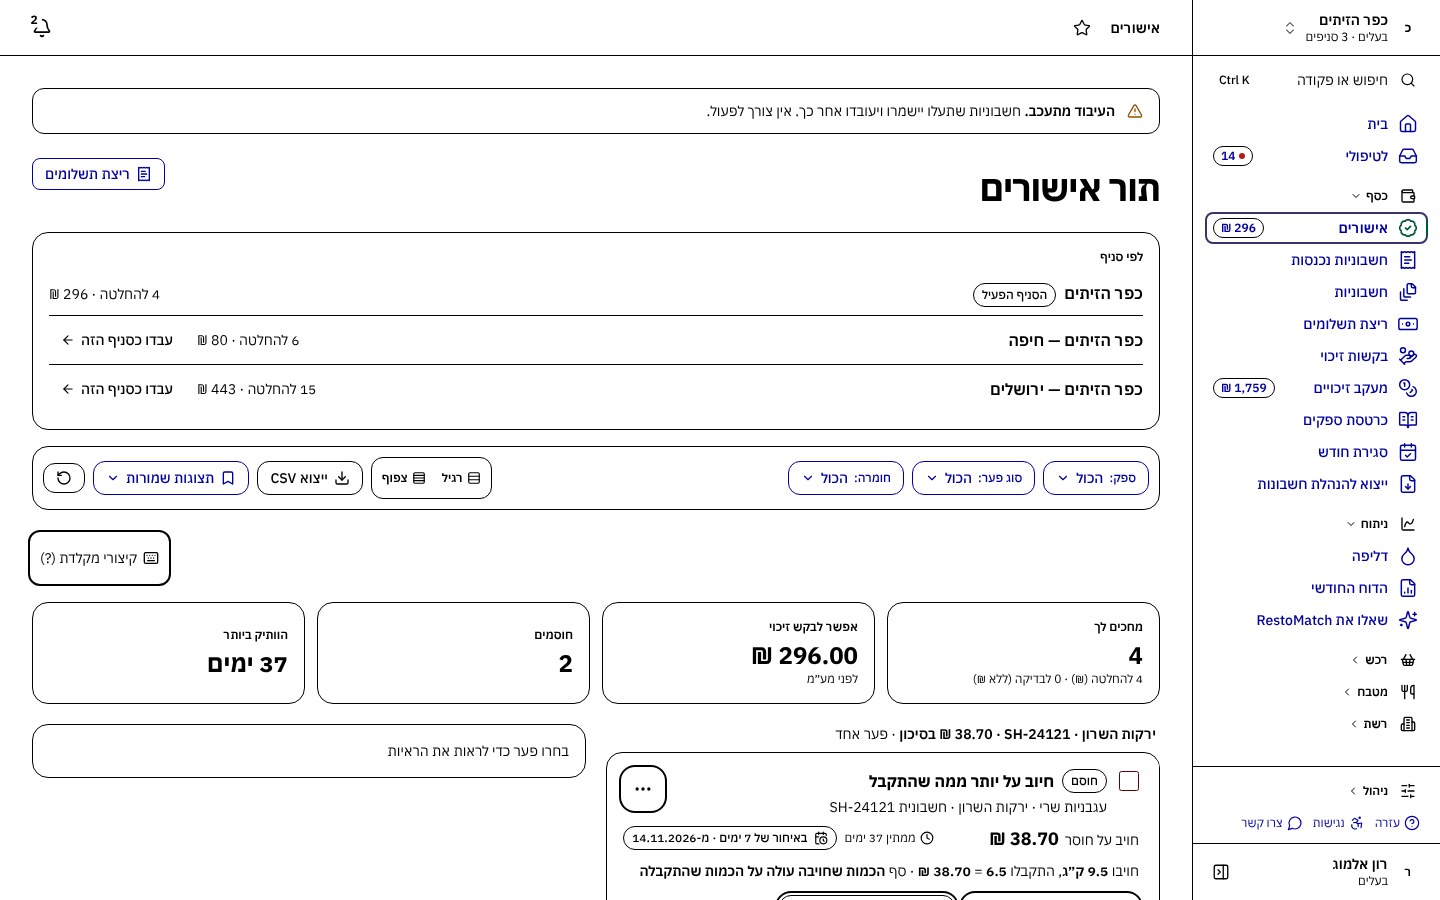 כ
כפר הזיתים
בעלים · 3 סניפים
חיפוש או פקודה
Ctrl K
בית
לטיפולי
14
כסף
אישורים
296 ₪
חשבוניות נכנסות
חשבוניות
ריצת תשלומים
בקשות זיכוי
מעקב זיכויים
1,759 ₪
כרטסת ספקים
סגירת חודש
ייצוא להנהלת חשבונות
ניתוח
דליפה
הדוח החודשי
שאלו את RestoMatch
רכש
מטבח
רשת
ניהול
עזרה
נגישות
צרו קשר
ר
רון אלמוג
בעלים
אישורים
2
העיבוד מתעכב. חשבוניות שתעלו יישמרו ויעובדו אחר כך. אין צורך לפעול.
תור אישורים
ריצת תשלומים
לפי סניף
כפר הזיתים
הסניף הפעיל
4 להחלטה · 296 ₪
כפר הזיתים — חיפה
6 להחלטה · 80 ₪
עבדו כסניף הזה ←
כפר הזיתים — ירושלים
15 להחלטה · 443 ₪
עבדו כסניף הזה ←
ספק: הכול
סוג פער: הכול
חומרה: הכול
רגיל
צפוף
ייצוא CSV
תצוגות שמורות
קיצורי מקלדת (?)
מחכים לך
4
4 להחלטה (₪) · 0 לבדיקה (ללא ₪)
אפשר לבקש זיכוי
296.00 ₪
לפני מע״מ
חוסמים
2
הוותיק ביותר
37 ימים
ירקות השרון · SH-24121 · 38.70 ₪ בסיכון · פער אחד
חוסם
חיוב על יותר ממה שהתקבל
עגבניות שרי · ירקות השרון · חשבונית SH-24121
חויב על חוסר 38.70 ₪
ממתין 37 ימים
באיחור של 7 ימים · מ-14.11.2026
חויבו 9.5 ק״ג, התקבלו 6.5 = 38.70 ₪ · סף הכמות שחויבה עולה על הכמות שהתקבלה
בחרו פער כדי לראות את הראיות